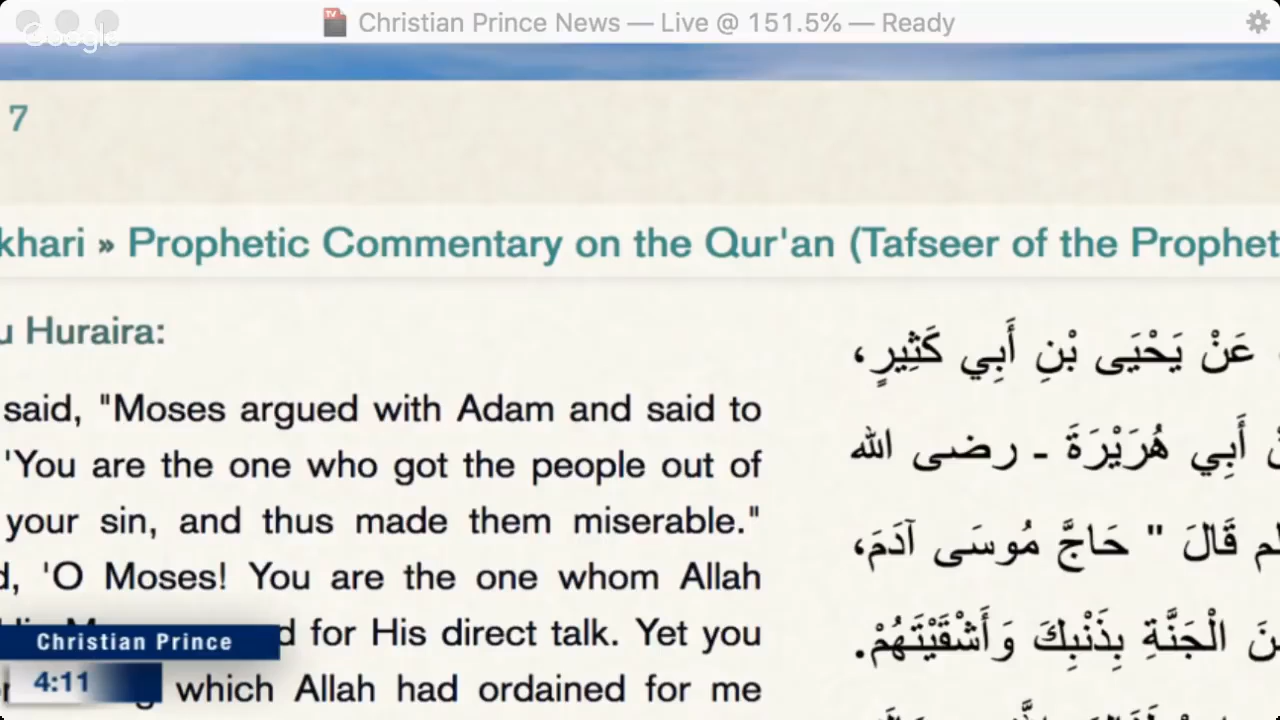 Christian Prince News — Live @ 151.5% — Ready
Google
7
khari » Prophetic Commentary on the Qur'an (Tafseer of the Prophet
u Huraira:
said, "Moses argued with Adam and said to
'You are the one who got the people out of
your sin, and thus made them miserable."
d, 'O Moses! You are the one whom Allah
d for His direct talk. Yet you
which Allah had ordained for me
عَنْ يَحْيَى بْنِ أَبِي كَثِيرٍ،
أَبِي هُرَيْرَةَ ـ رضى الله
قَالَ " حَاجَّ مُوسَى آدَمَ،
الْجَنَّةِ بِذَنْبِكَ وَأَشْقَيْتَهُمْ.
Christian Prince
4:11